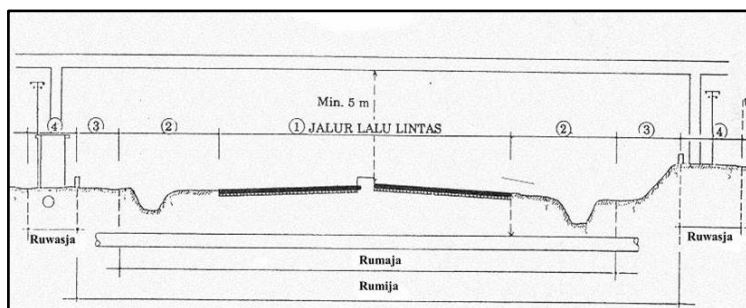 Min. 5 m
④ ③ ② ① JALUR LALU LINTAS ② ③ ④
Ruwasja Ruwasja
Rumaja
Rumija